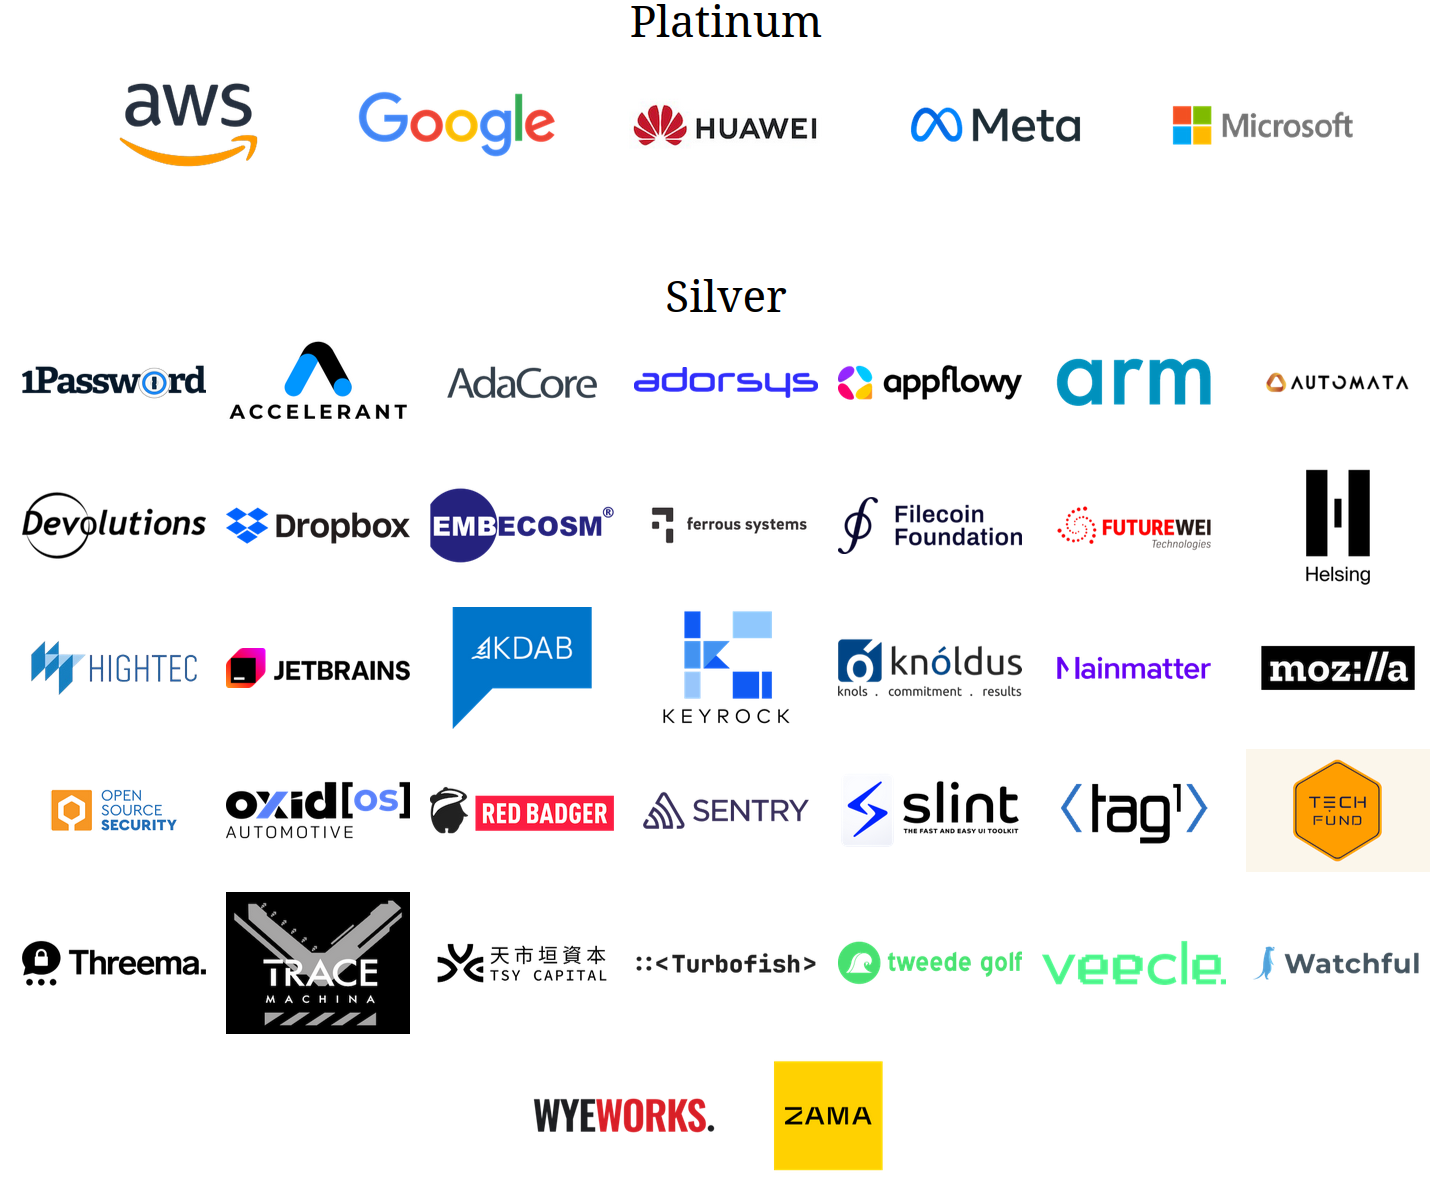 Platinum
aws
Google
HUAWEI
Meta
Microsoft
Silver
1Password
ACCELERANT
AdaCore
adorsys
appflowy
arm
AUTOMATA
Devolutions
Dropbox
EMBECOSM®
ferrous systems
Filecoin
Foundation
FUTUREWEI
Technologies
Helsing
HIGHTEC
JETBRAINS
KDAB
KEYROCK
knóldus
knols . commitment . results
Mainmatter
moz://a
OPEN
SOURCE
SECURITY
oxid[os]
AUTOMOTIVE
RED BADGER
SENTRY
slint
THE FAST AND EASY UI TOOLKIT
tag1
TECH
FUND
Threema.
TRACE
MACHINA
天市垣資本
TSY CAPITAL
::<Turbofish>
tweede golf
veecle.
Watchful
WYEWORKS.
ZAMA